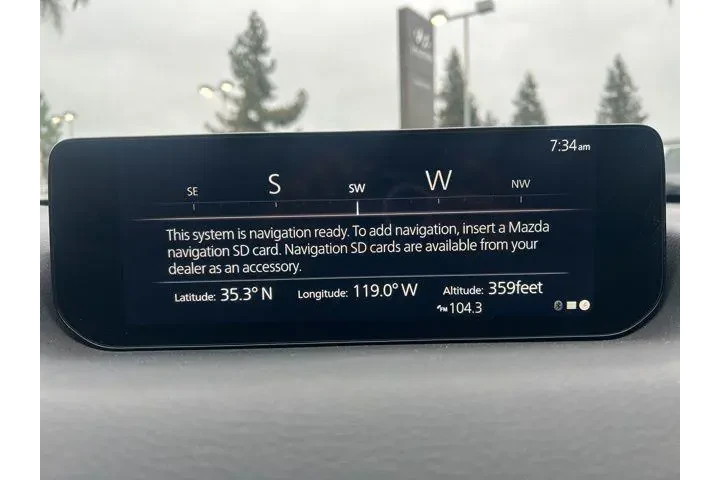 7:34am
SE S SW W NW
This system is navigation ready. To add navigation, insert a Mazda
navigation SD card. Navigation SD cards are available from your
dealer as an accessory.
Latitude: 35.3° N Longitude: 119.0° W Altitude: 359feet
FM 104.3